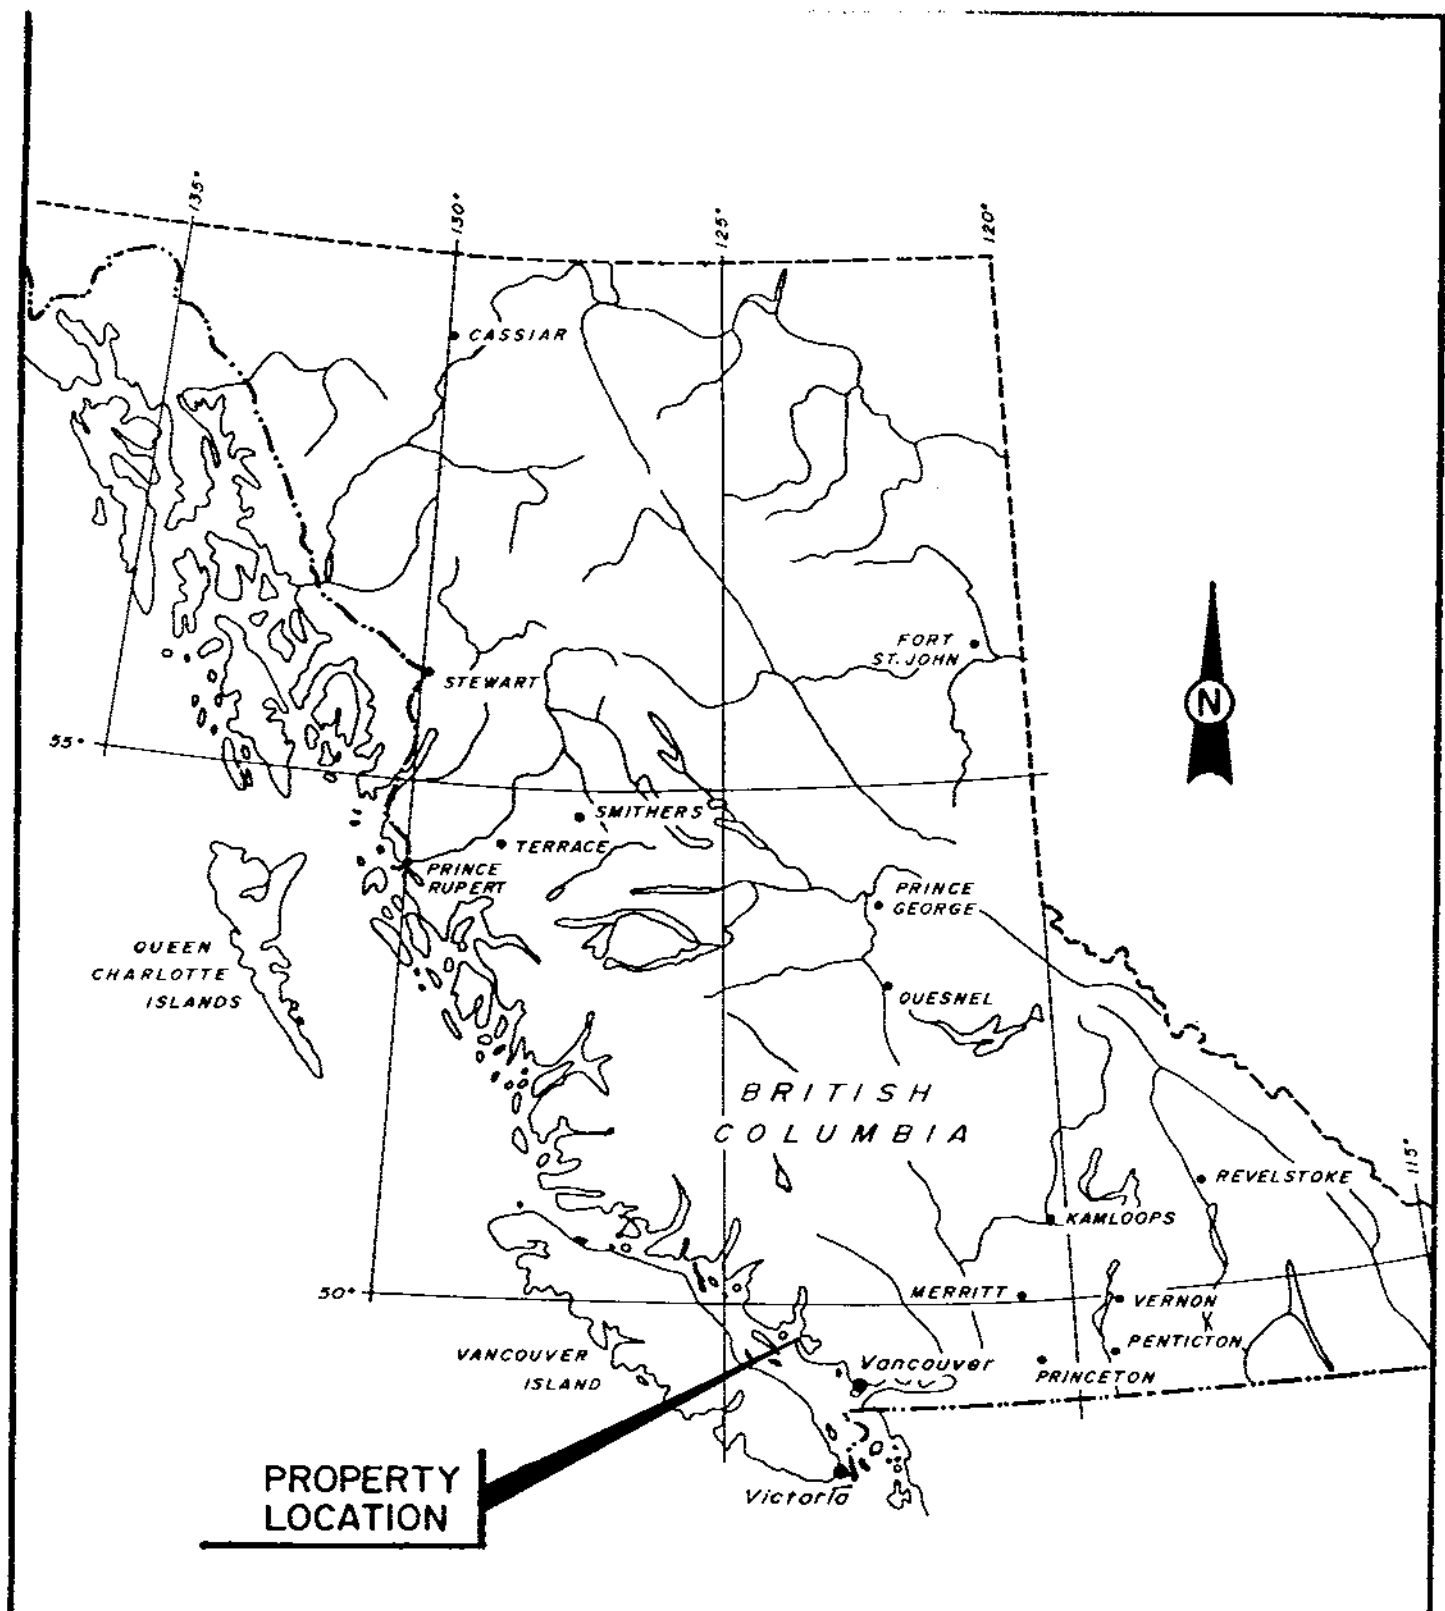 135°
130°
125°
120°
CASSIAR
FORT
ST. JOHN
STEWART
N
55°
SMITHERS
TERRACE
PRINCE
RUPERT
PRINCE
GEORGE
QUEEN
CHARLOTTE
ISLANDS
QUESNEL
BRITISH
COLUMBIA
115°
REVELSTOKE
KAMLOOPS
50°
MERRITT
VERNON
PENTICTON
VANCOUVER
ISLAND
Vancouver
PRINCETON
PROPERTY
LOCATION
Victoria